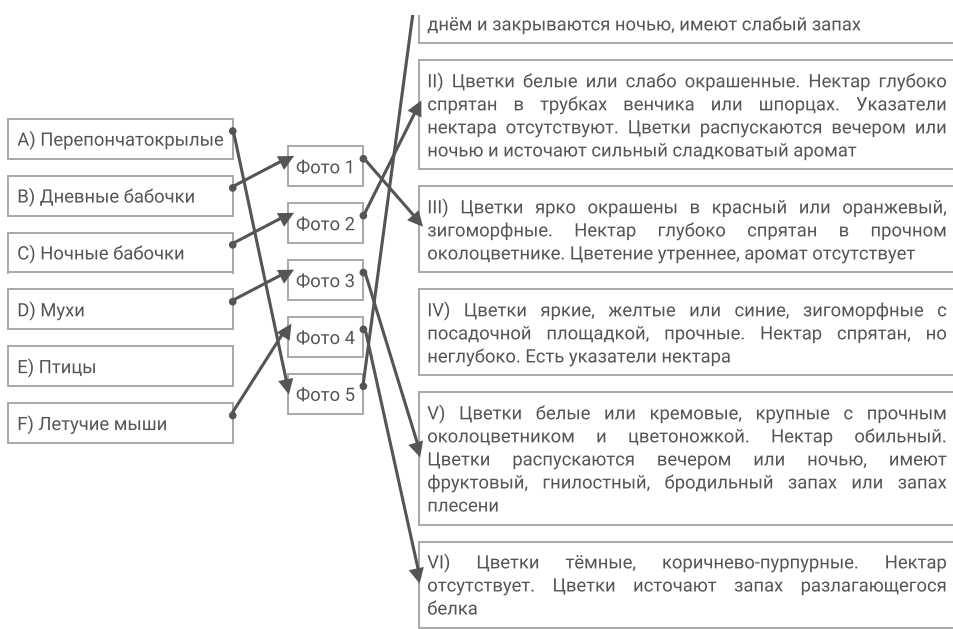 A) Перепончатокрылые
B) Дневные бабочки
C) Ночные бабочки
D) Мухи
E) Птицы
F) Летучие мыши
Фото 1
Фото 2
Фото 3
Фото 4
Фото 5
днём и закрываются ночью, имеют слабый запах
II) Цветки белые или слабо окрашенные. Нектар глубоко
спрятан в трубках венчика или шпорцах. Указатели
нектара отсутствуют. Цветки распускаются вечером или
ночью и источают сильный сладковатый аромат
III) Цветки ярко окрашены в красный или оранжевый,
зигоморфные. Нектар глубоко спрятан в прочном
околоцветнике. Цветение утреннее, аромат отсутствует
IV) Цветки яркие, желтые или синие, зигоморфные с
посадочной площадкой, прочные. Нектар спрятан, но
неглубоко. Есть указатели нектара
V) Цветки белые или кремовые, крупные с прочным
околоцветником и цветоножкой. Нектар обильный.
Цветки распускаются вечером или ночью, имеют
фруктовый, гнилостный, бродильный запах или запах
плесени
VI) Цветки тёмные, коричнево-пурпурные. Нектар
отсутствует. Цветки источают запах разлагающегося
белка